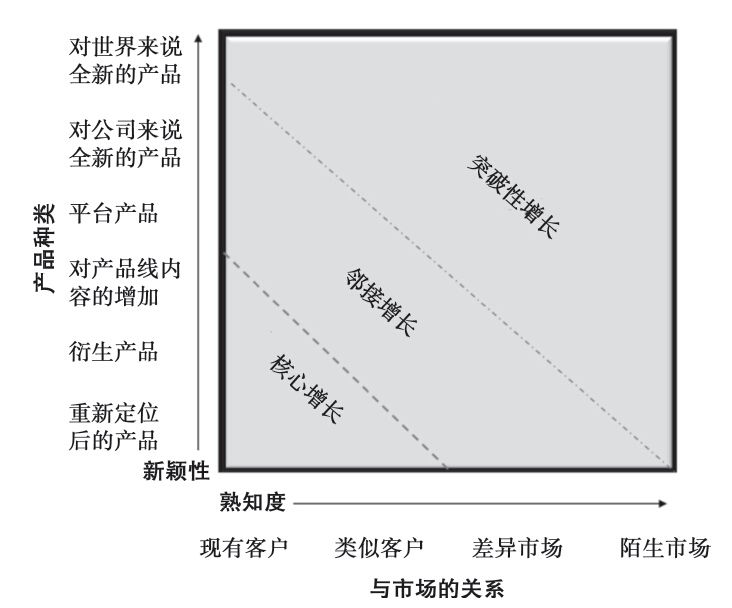 对世界来说
全新的产品
对公司来说
全新的产品
平台产品
对产品线内
容的增加
衍生产品
重新定位
后的产品
产品种类
新颖性
突破性增长
邻接增长
核心增长
熟知度
现有客户
类似客户
差异市场
陌生市场
与市场的关系